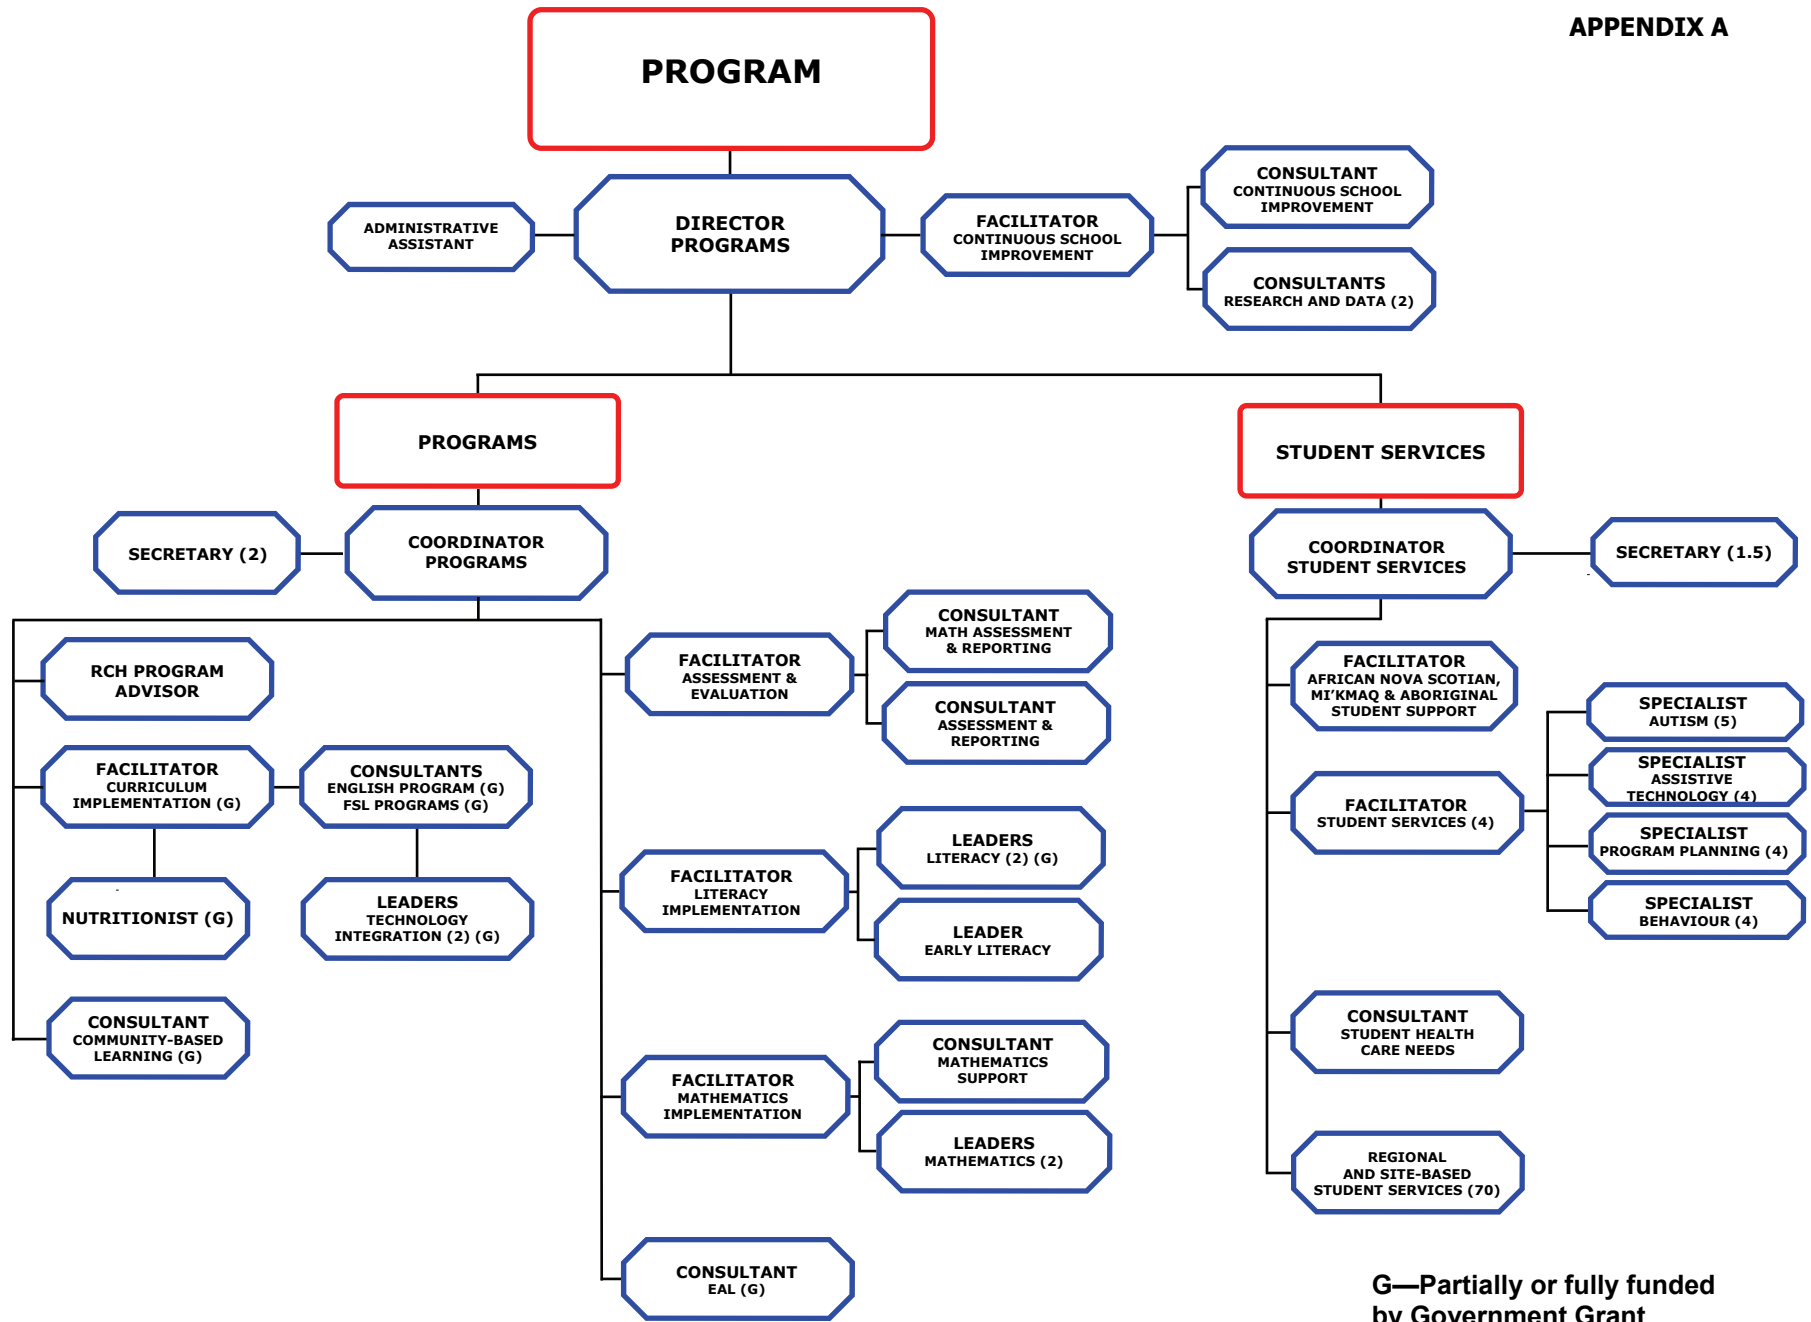 APPENDIX A
PROGRAM
ADMINISTRATIVE
ASSISTANT
DIRECTOR
PROGRAMS
FACILITATOR
CONTINUOUS SCHOOL
IMPROVEMENT
CONSULTANT
CONTINUOUS SCHOOL
IMPROVEMENT
CONSULTANTS
RESEARCH AND DATA (2)
PROGRAMS
SECRETARY (2)
COORDINATOR
PROGRAMS
RCH PROGRAM
ADVISOR
FACILITATOR
CURRICULUM
IMPLEMENTATION (G)
CONSULTANTS
ENGLISH PROGRAM (G)
FSL PROGRAMS (G)
NUTRITIONIST (G)
LEADERS
TECHNOLOGY
INTEGRATION (2) (G)
CONSULTANT
COMMUNITY-BASED
LEARNING (G)
FACILITATOR
ASSESSMENT &
EVALUATION
CONSULTANT
MATH ASSESSMENT
& REPORTING
CONSULTANT
ASSESSMENT &
REPORTING
FACILITATOR
LITERACY
IMPLEMENTATION
LEADERS
LITERACY (2) (G)
LEADER
EARLY LITERACY
FACILITATOR
MATHEMATICS
IMPLEMENTATION
CONSULTANT
MATHEMATICS
SUPPORT
LEADERS
MATHEMATICS (2)
CONSULTANT
EAL (G)
STUDENT SERVICES
COORDINATOR
STUDENT SERVICES
SECRETARY (1.5)
FACILITATOR
AFRICAN NOVA SCOTIAN,
MI’KMAQ & ABORIGINAL
STUDENT SUPPORT
FACILITATOR
STUDENT SERVICES (4)
SPECIALIST
AUTISM (5)
SPECIALIST
ASSISTIVE
TECHNOLOGY (4)
SPECIALIST
PROGRAM PLANNING (4)
SPECIALIST
BEHAVIOUR (4)
CONSULTANT
STUDENT HEALTH
CARE NEEDS
REGIONAL
AND SITE-BASED
STUDENT SERVICES (70)
G—Partially or fully funded
by Government Grant